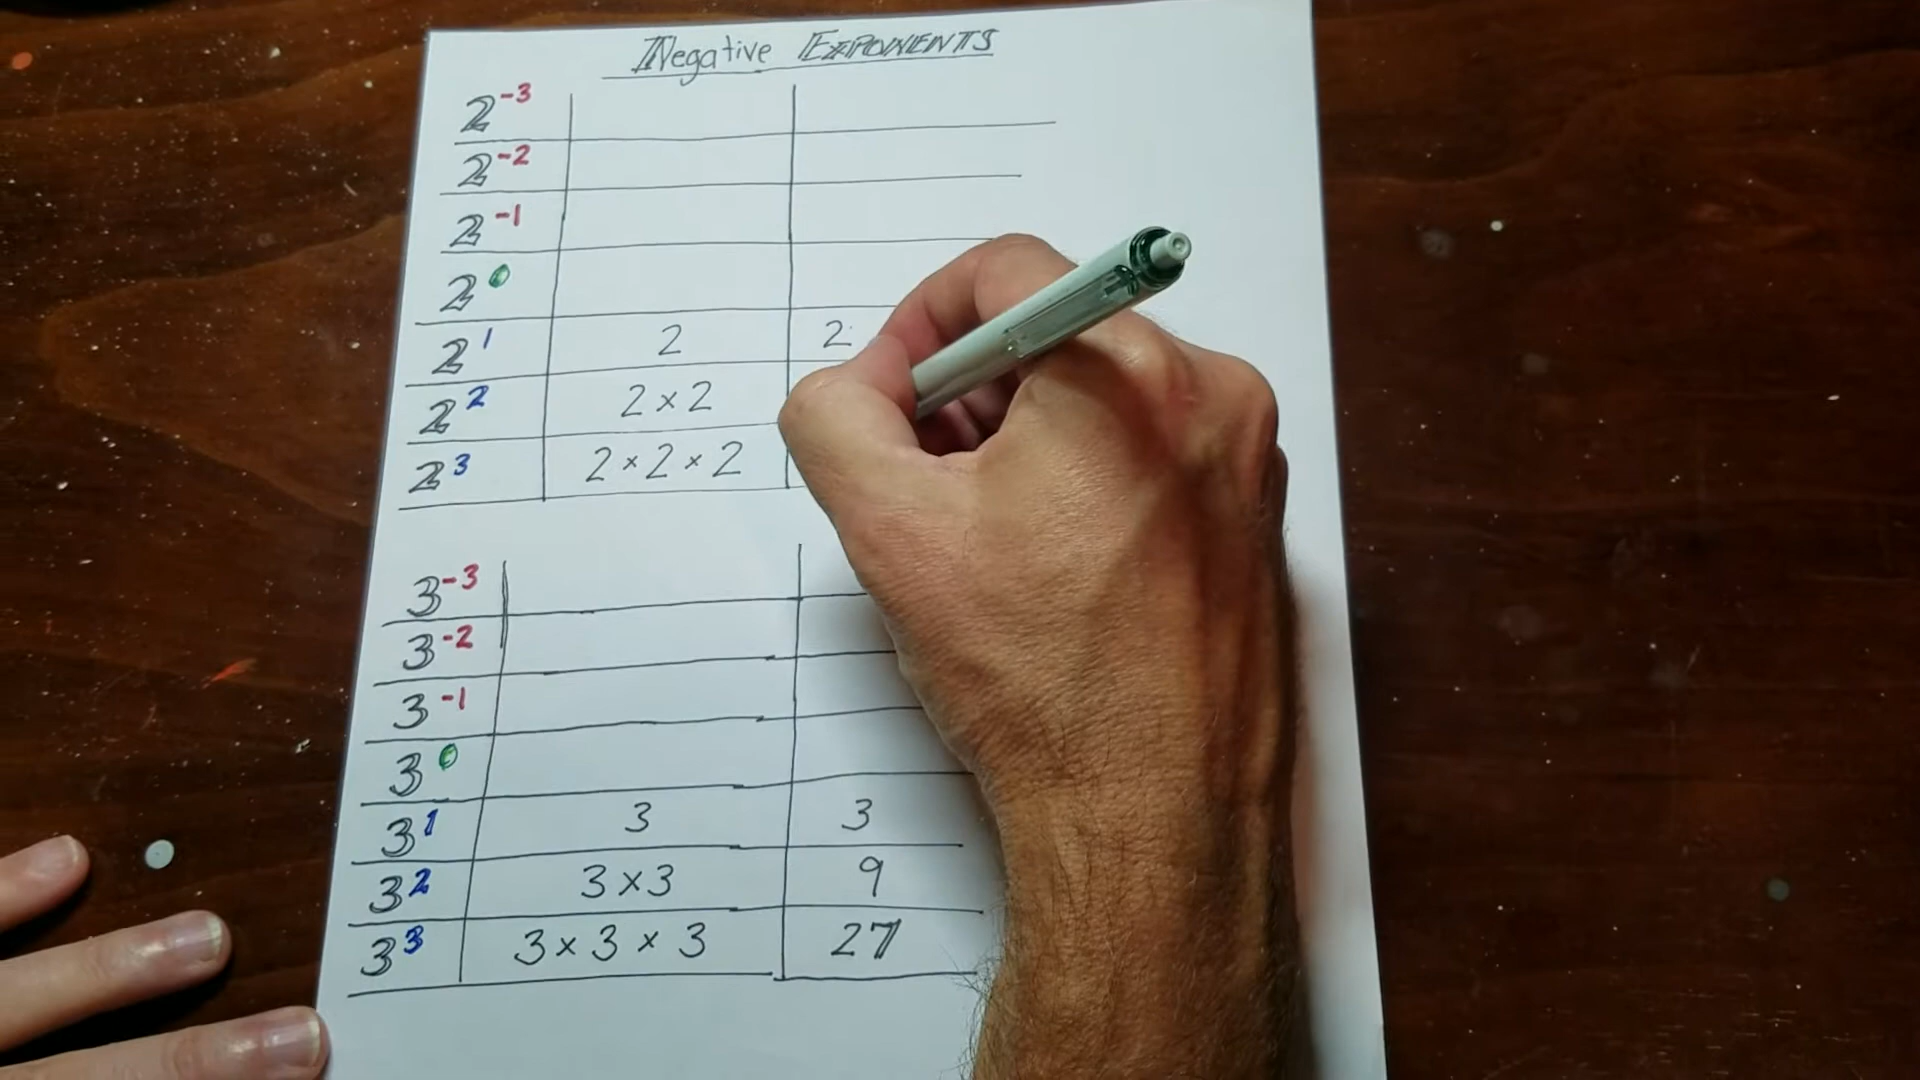 Negative EXPONENTS
2⁻³
2⁻²
2⁻¹
2⁰
2¹ 2 2
2² 2 × 2
2³ 2 × 2 × 2
3⁻³
3⁻²
3⁻¹
3⁰
3¹ 3 3
3² 3 × 3 9
3³ 3 × 3 × 3 27